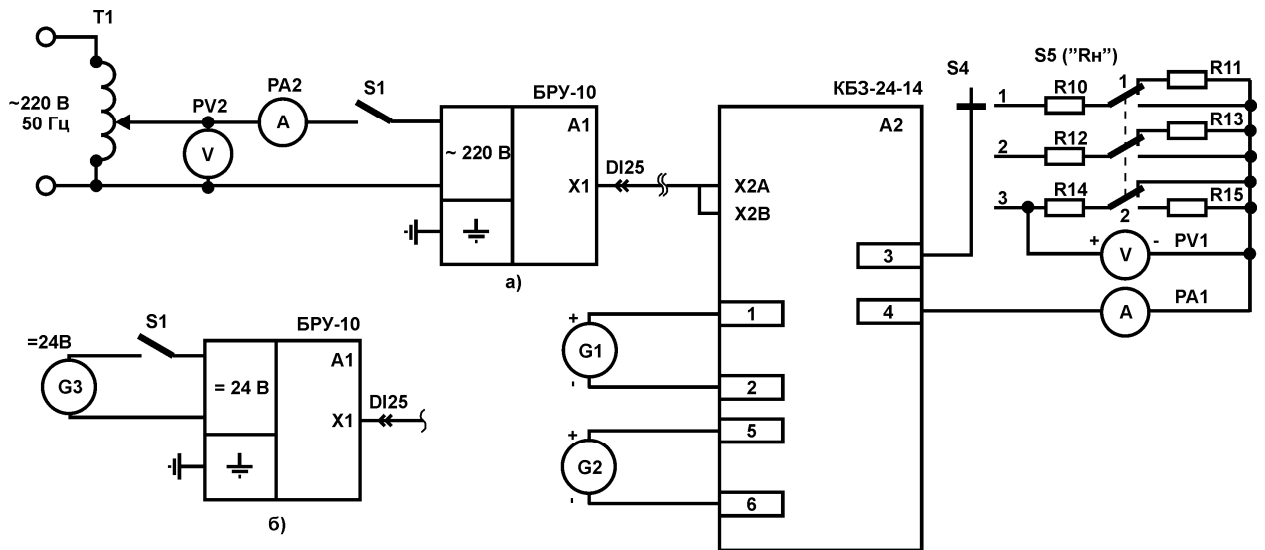 T1
~220 В
50 Гц
PV2
V
PA2
A
S1
БРУ-10
A1
~ 220 В
X1
DI25
а)
КБЗ-24-14
A2
X2A
X2B
3
4
1
2
5
6
+
G1
-
+
G2
-
S4
S5 ("Rн")
1
R10
1
R11
2
R12
R13
3
R14
2
R15
+
V
-
PV1
A
PA1
=24В
G3
S1
БРУ-10
A1
= 24 В
X1
DI25
б)